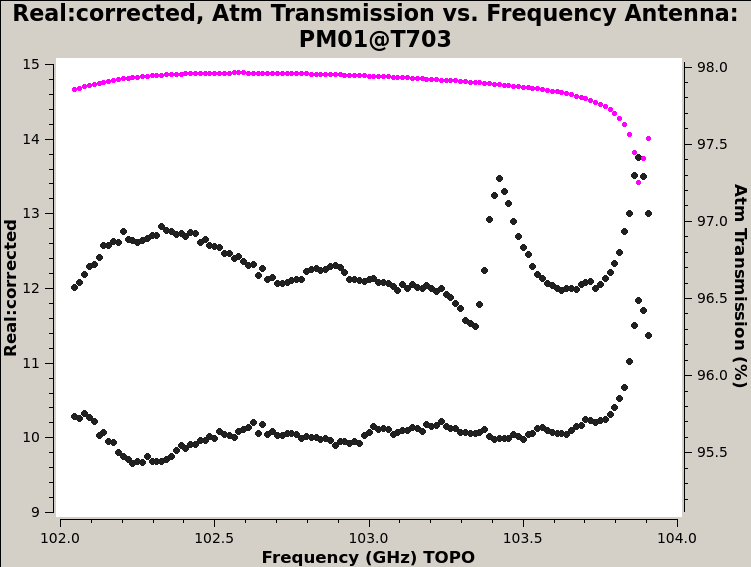 Real:corrected, Atm Transmission vs. Frequency Antenna:
PM01@T703
15
14
13
12
11
10
9
Real:corrected
98.0
97.5
97.0
96.5
96.0
95.5
Atm Transmission (%)
102.0 102.5 103.0 103.5 104.0
Frequency (GHz) TOPO